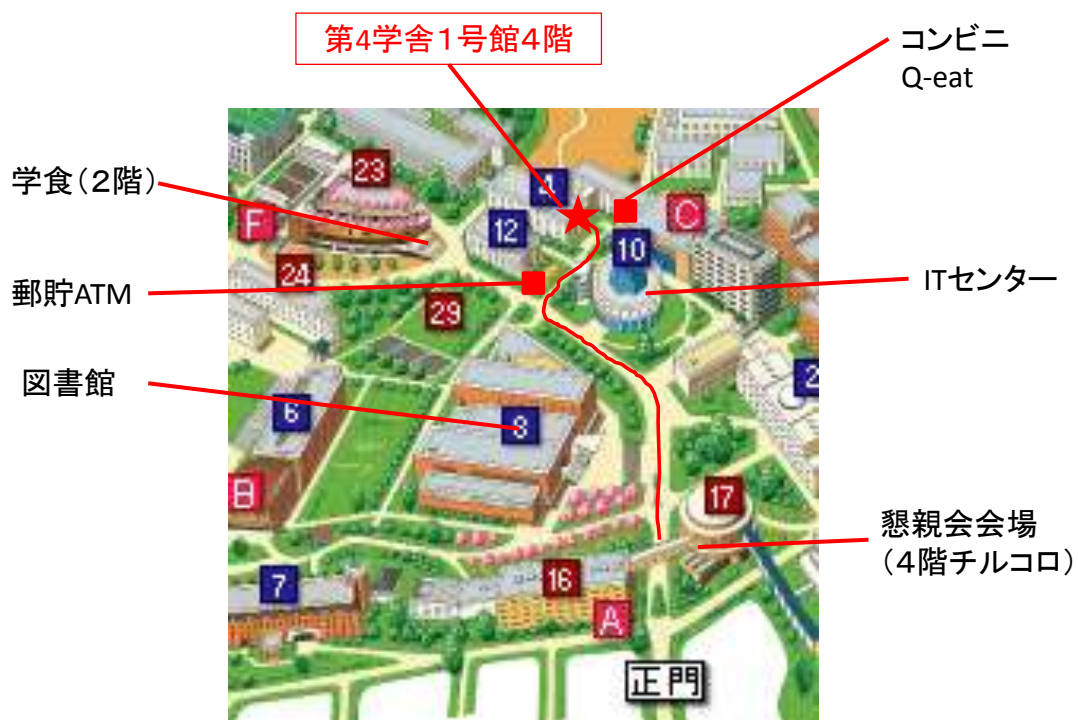 第4学舎1号館4階
コンビニ
Q-eat
学食(2階)
郵貯ATM
図書館
ITセンター
懇親会会場
(4階チルコロ)
23
4
F
12
C
10
24
29
2
6
8
B
17
7
16
A
正門